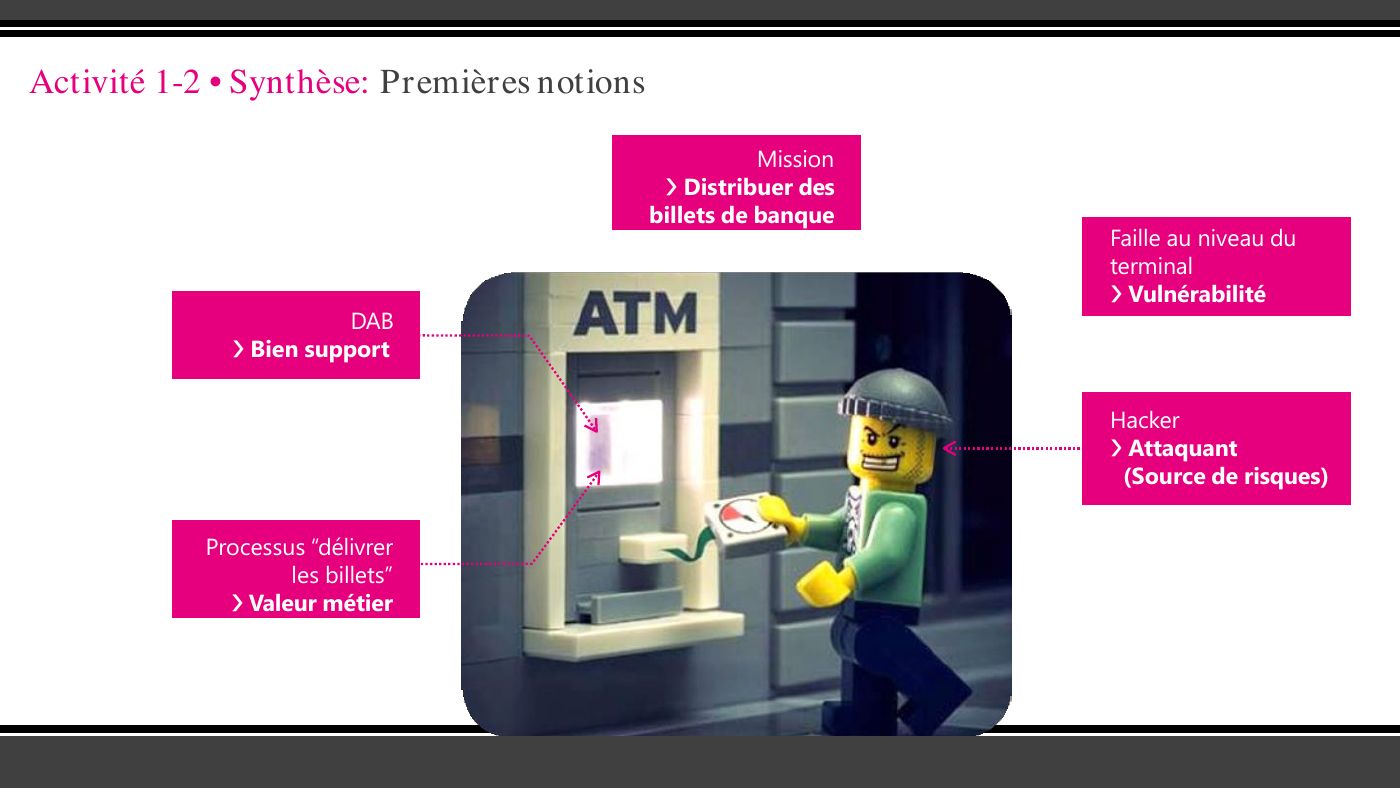 Activité 1-2 • Synthèse: Premières notions
Mission
› Distribuer des
billets de banque
Faille au niveau du
terminal
› Vulnérabilité
DAB
› Bien support
ATM
Hacker
› Attaquant
(Source de risques)
Processus “délivrer
les billets”
› Valeur métier